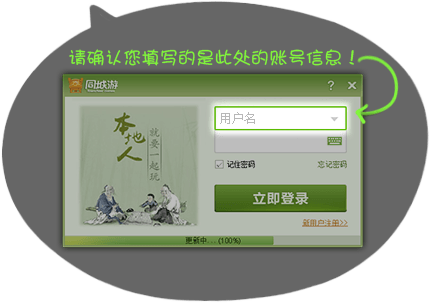 请确认您填写的是此处的账号信息！
同城游
用户名
本地人
就要一起玩
记住密码
忘记密码
立即登录
新用户注册>>
更新中...(100%)